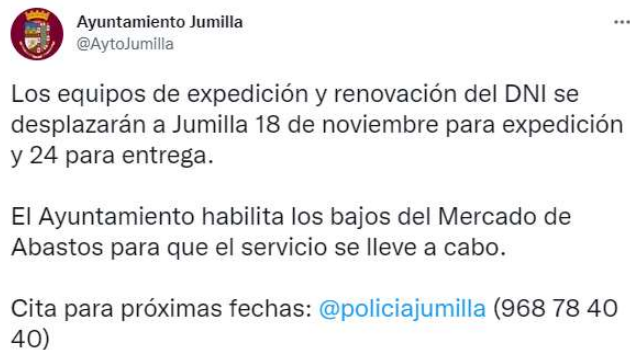 Ayuntamiento Jumilla
@AytoJumilla
Los equipos de expedición y renovación del DNI se
desplazarán a Jumilla 18 de noviembre para expedición
y 24 para entrega.
El Ayuntamiento habilita los bajos del Mercado de
Abastos para que el servicio se lleve a cabo.
Cita para próximas fechas: @policiajumilla (968 78 40
40)